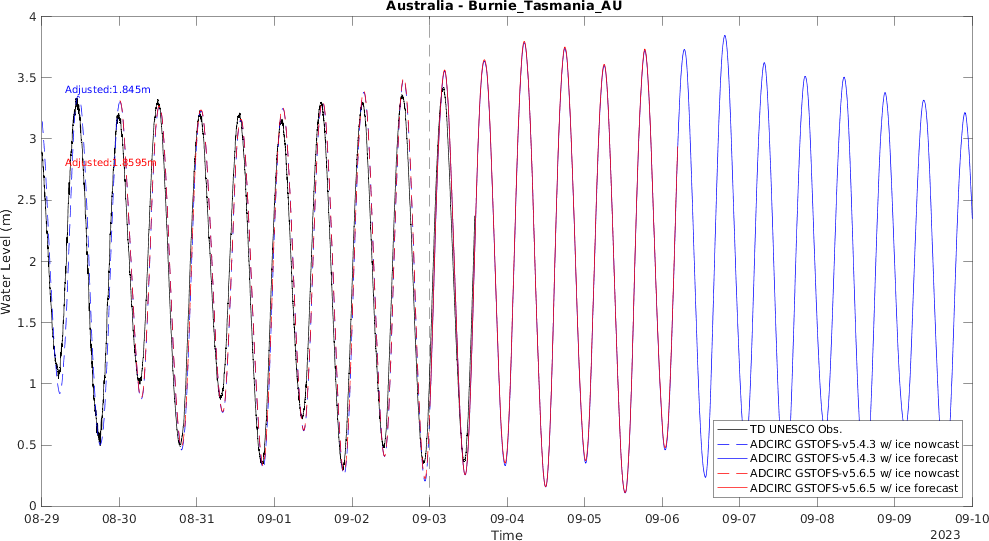 Australia - Burnie_Tasmania_AU
4
3.5
3
2.5
2
1.5
1
0.5
0
Water Level (m)
Adjusted:1.845m
Adjusted:1.8595m
TD UNESCO Obs.
ADCIRC GSTOFS-v5.4.3 w/ ice nowcast
ADCIRC GSTOFS-v5.4.3 w/ ice forecast
ADCIRC GSTOFS-v5.6.5 w/ ice nowcast
ADCIRC GSTOFS-v5.6.5 w/ ice forecast
08-29 08-30 08-31 09-01 09-02 09-03 09-04 09-05 09-06 09-07 09-08 09-09 09-10
Time
2023